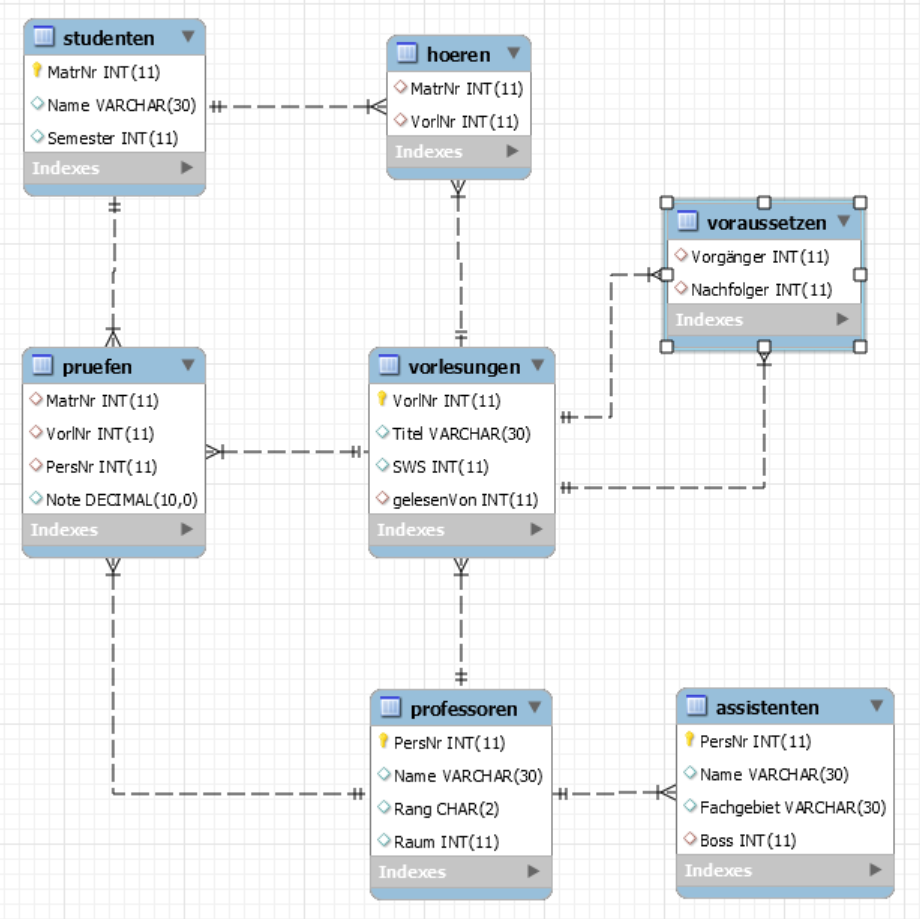 studenten
MatrNr INT(11)
Name VARCHAR(30)
Semester INT(11)
Indexes
hoeren
MatrNr INT(11)
VorlNr INT(11)
Indexes
voraussetzen
Vorgänger INT(11)
Nachfolger INT(11)
Indexes
pruefen
MatrNr INT(11)
VorlNr INT(11)
PersNr INT(11)
Note DECIMAL(10,0)
Indexes
vorlesungen
VorlNr INT(11)
Titel VARCHAR(30)
SWS INT(11)
gelesenVon INT(11)
Indexes
professoren
PersNr INT(11)
Name VARCHAR(30)
Rang CHAR(2)
Raum INT(11)
Indexes
assistenten
PersNr INT(11)
Name VARCHAR(30)
Fachgebiet VARCHAR(30)
Boss INT(11)
Indexes